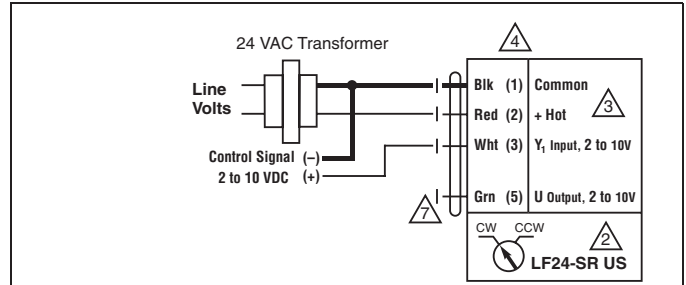 24 VAC Transformer
Line
Volts
Control Signal (–)
2 to 10 VDC (+)
4
Blk (1) Common
Red (2) + Hot
3
Wht (3) Y₁ Input, 2 to 10V
7
Grn (5) U Output, 2 to 10V
CW CCW
2
LF24-SR US